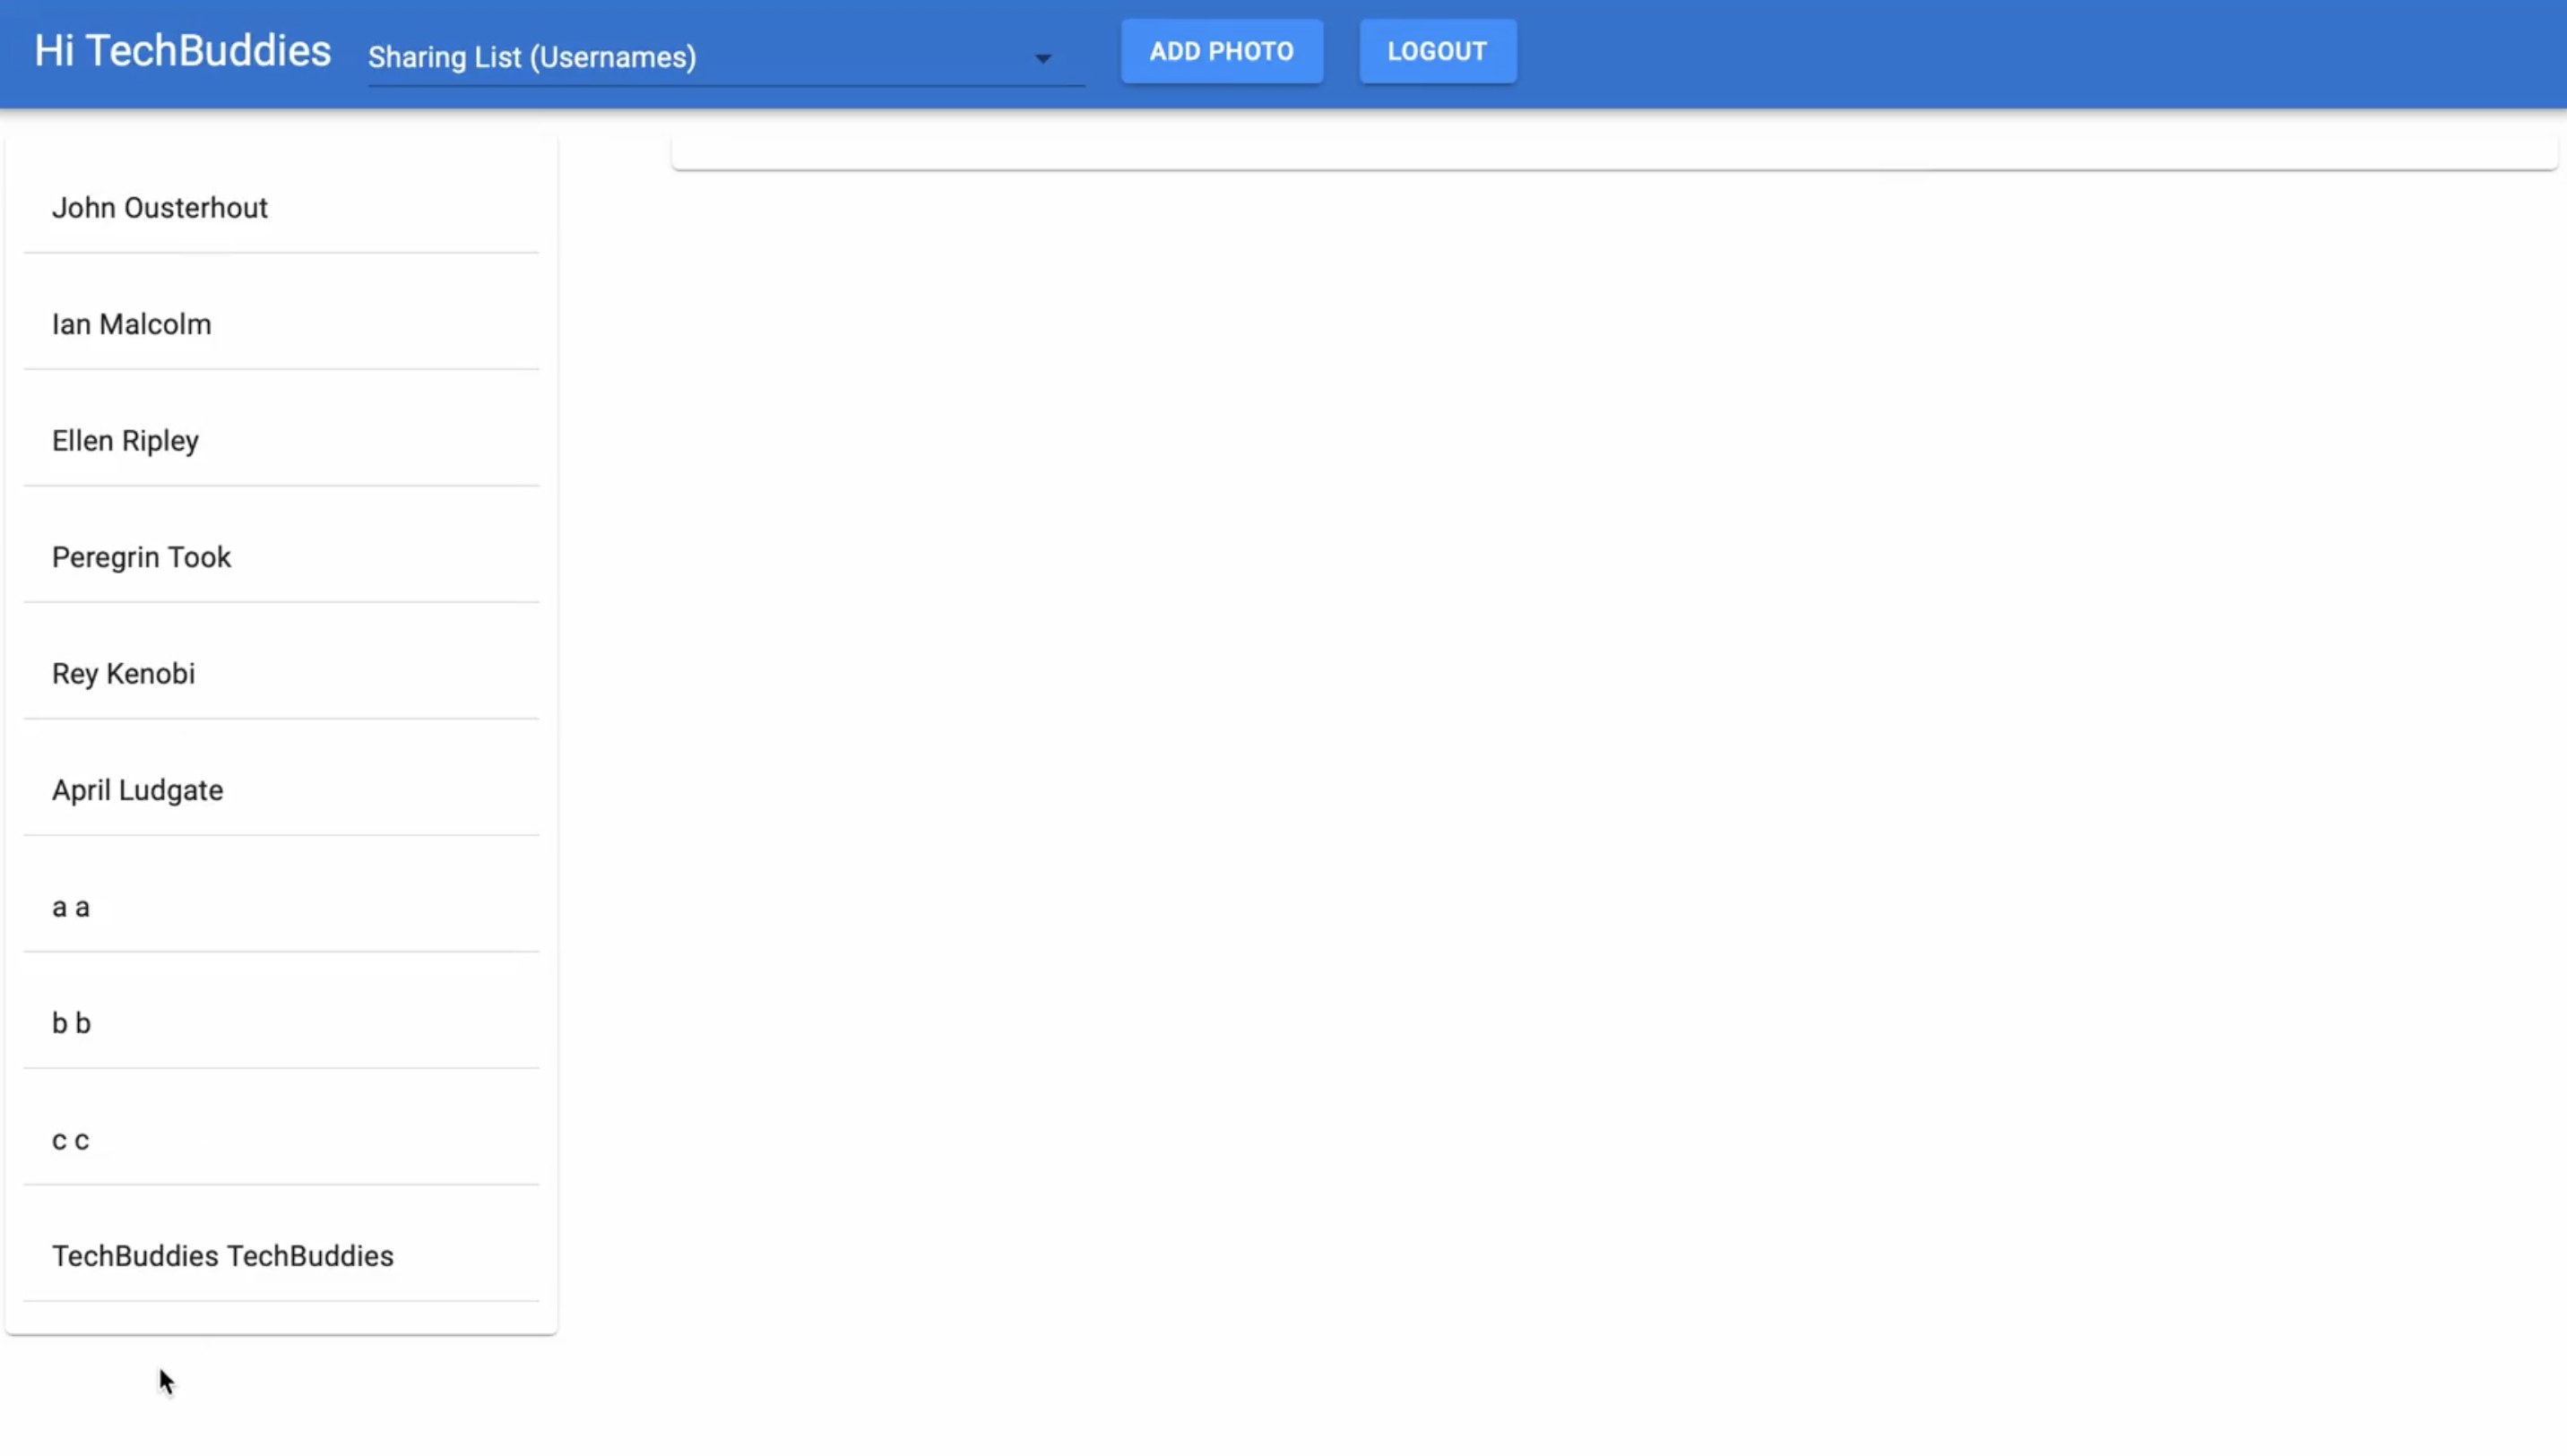 Hi TechBuddies
Sharing List (Usernames)
ADD PHOTO
LOGOUT
John Ousterhout
Ian Malcolm
Ellen Ripley
Peregrin Took
Rey Kenobi
April Ludgate
a a
b b
c c
TechBuddies TechBuddies